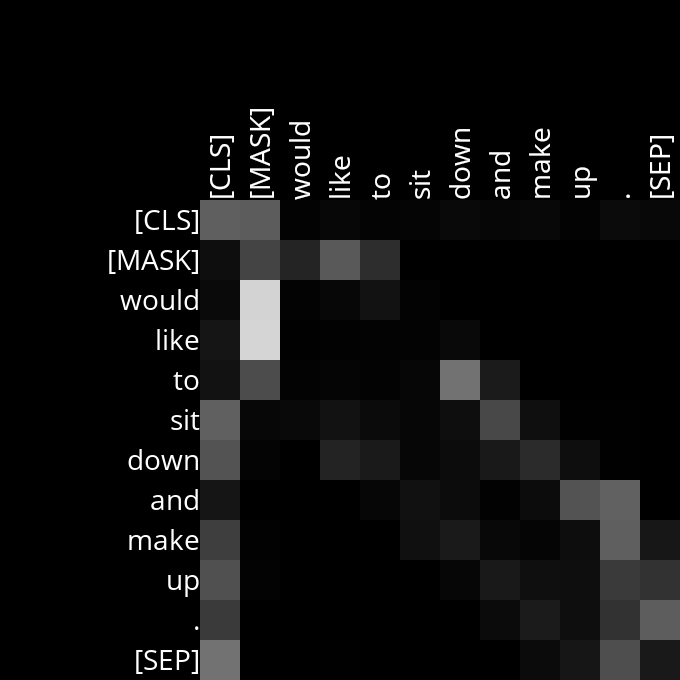 [CLS] [MASK] would like to sit down and make up . [SEP]
[CLS]
[MASK]
would
like
to
sit
down
and
make
up
.
[SEP]